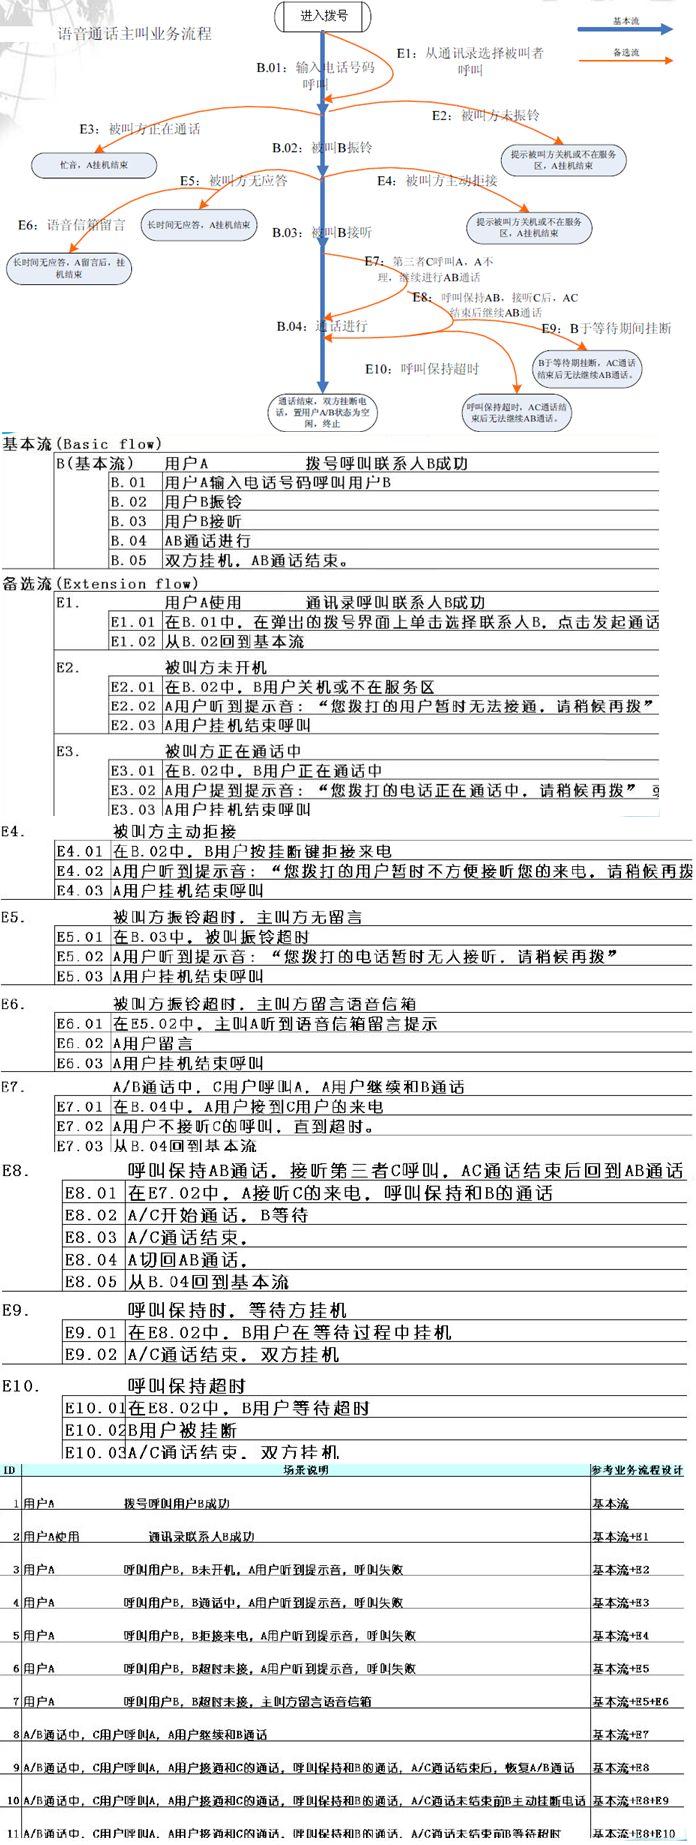 语音通话主叫业务流程
进入拨号
基本流
备选流
E1：从通讯录选择被叫者
呼叫
B.01：输入电话号码
呼叫
E3：被叫方正在通话
E2：被叫方未振铃
忙音，A挂机结束
B.02：被叫B振铃
提示被叫方关机或不在服务
区，A挂机结束
E5：被叫方无应答
E4：被叫方主动拒接
E6：语音信箱留言
长时间无应答，A挂机结束
提示被叫方关机或不在服务
区，A挂机结束
B.03：被叫B接听
长时间无应答，A留言后，挂
机结束
E7：第三者C呼叫A，A不
理，继续进行AB通话
E8：呼叫保持AB，接听C后，AC
结束后继续AB通话
B.04：通话进行
E9：B于等待期间挂断
E10：呼叫保持超时
B于等待期挂断，AC通话
结束后无法继续AB通话。
通话结束，双方挂断电
话，置用户A/B状态为空
闲，终止
呼叫保持超时，AC通话结
束后无法继续AB通话。
基本流(Basic flow)
B(基本流) 用户A 拨号呼叫联系人B成功
B.01 用户A输入电话号码呼叫用户B
B.02 用户B振铃
B.03 用户B接听
B.04 AB通话进行
B.05 双方挂机，AB通话结束。
备选流(Extension flow)
E1. 用户A使用 通讯录呼叫联系人B成功
E1.01 在B.01中，在弹出的拨号界面上单击选择联系人B，点击发起通话
E1.02 从B.02回到基本流
E2. 被叫方未开机
E2.01 在B.02中，B用户关机或不在服务区
E2.02 A用户听到提示音：“您拨打的用户暂时无法接通，请稍候再拨”
E2.03 A用户挂机结束呼叫
E3. 被叫方正在通话中
E3.01 在B.02中，B用户正在通话中
E3.02 A用户提到提示音：“您拨打的电话正在通话中，请稍候再拨”
E3.03 A用户挂机结束呼叫
E4. 被叫方主动拒接
E4.01 在B.02中，B用户按挂断键拒接来电
E4.02 A用户听到提示音：“您拨打的用户暂时不方便接听您的来电，请稍候再拨
E4.03 A用户挂机结束呼叫
E5. 被叫方振铃超时，主叫方无留言
E5.01 在B.03中，被叫振铃超时
E5.02 A用户听到提示音：“您拨打的电话暂时无人接听，请稍候再拨”
E5.03 A用户挂机结束呼叫
E6. 被叫方振铃超时，主叫方留言语音信箱
E6.01 在E5.02中，主叫A听到语音信箱留言提示
E6.02 A用户留言
E6.03 A用户挂机结束呼叫
E7. A/B通话中，C用户呼叫A，A用户继续和B通话
E7.01 在B.04中，A用户接到C用户的来电
E7.02 A用户不接听C的呼叫，直到超时。
E7.03 从B.04回到基本流
E8. 呼叫保持AB通话，接听第三者C呼叫，AC通话结束后回到AB通话
E8.01 在E7.02中，A接听C的来电，呼叫保持和B的通话
E8.02 A/C开始通话，B等待
E8.03 A/C通话结束，
E8.04 A切回AB通话，
E8.05 从B.04回到基本流
E9. 呼叫保持时，等待方挂机
E9.01 在E8.02中，B用户在等待过程中挂机
E9.02 A/C通话结束，双方挂机
E10. 呼叫保持超时
E10.01 在E8.02中，B用户等待超时
E10.02 B用户被挂断
E10.03 A/C通话结束，双方挂机
ID 场景说明 参考业务流程设计
1 用户A 拨号呼叫用户B成功 基本流
2 用户A使用 通讯录联系人B成功 基本流+E1
3 用户A 呼叫用户B，B未开机，A用户听到提示音，呼叫失败 基本流+E2
4 用户A 呼叫用户B，B通话中，A用户听到提示音，呼叫失败 基本流+E3
5 用户A 呼叫用户B，B拒接来电，A用户听到提示音，呼叫失败 基本流+E4
6 用户A 呼叫用户B，B超时未接，A用户听到提示音，呼叫失败 基本流+E5
7 用户A 呼叫用户B，B超时未接，主叫方留言语音信箱 基本流+E5+E6
8 A/B通话中，C用户呼叫A，A用户继续和B通话 基本流+E7
9 A/B通话中，C用户呼叫A，A用户接通和C的通话，呼叫保持和B的通话，A/C通话结束后，恢复A/B通话 基本流+E8
10 A/B通话中，C用户呼叫A，A用户接通和C的通话，呼叫保持和B的通话，A/C通话未结束前B主动挂断电话 基本流+E8+E9
11 A/B通话中，C用户呼叫A，A用户接通和C的通话，呼叫保持和B的通话，A/C通话未结束前B等待超时 基本流+E8+E10